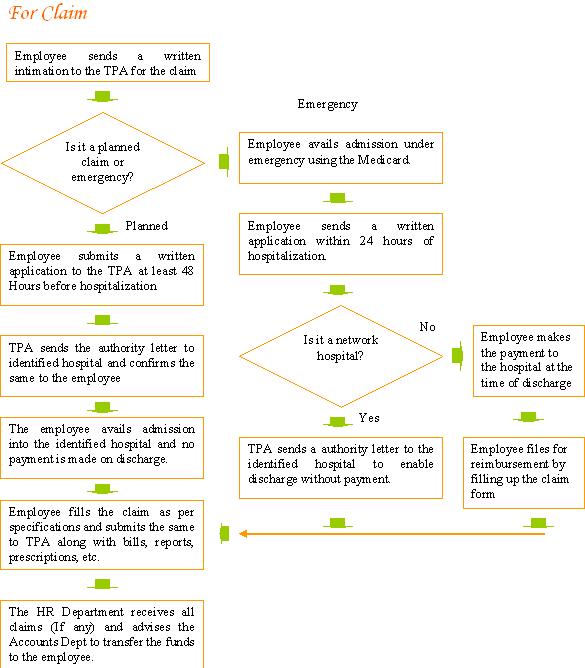 For Claim
Employee sends a written
intimation to the TPA for the claim
Is it a planned
claim or
emergency?
Emergency
Employee avails admission under
emergency using the Medicard.
Planned
Employee submits a written
application to the TPA at least 48
Hours before hospitalization
Employee sends a written
application within 24 hours of
hospitalization.
TPA sends the authority letter to
identified hospital and confirms the
same to the employee
Is it a network
hospital?
No
Employee makes
the payment to
the hospital at the
time of discharge
Yes
The employee avails admission
into the identified hospital and no
payment is made on discharge.
TPA sends a authority letter to the
identified hospital to enable
discharge without payment.
Employee files for
reimbursement by
filling up the claim
form
Employee fills the claim as per
specifications and submits the same
to TPA along with bills, reports,
prescriptions, etc.
The HR Department receives all
claims (If any) and advises the
Accounts Dept to transfer the funds
to the employee.